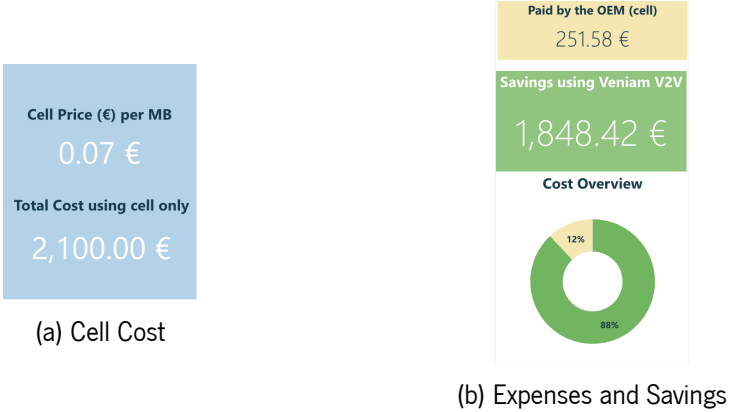 Cell Price (€) per MB
0.07 €
Total Cost using cell only
2,100.00 €
(a) Cell Cost
Paid by the OEM (cell)
251.58 €
Savings using Veniam V2V
1,848.42 €
Cost Overview
12%
88%
(b) Expenses and Savings